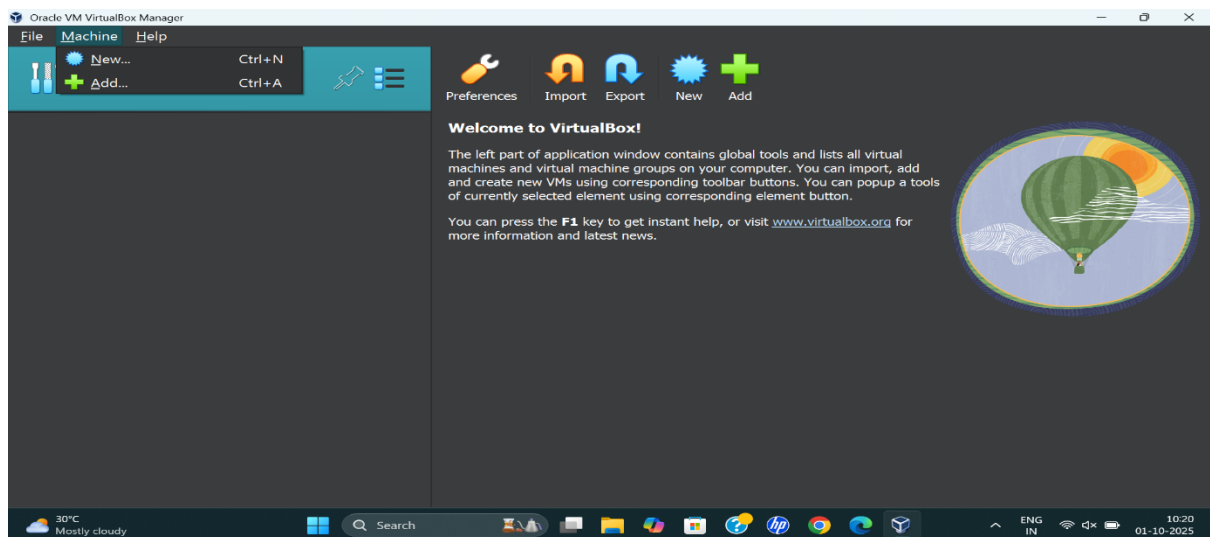 Oracle VM VirtualBox Manager
File Machine Help
New... Ctrl+N
Add... Ctrl+A
Preferences Import Export New Add
Welcome to VirtualBox!
The left part of application window contains global tools and lists all virtual
machines and virtual machine groups on your computer. You can import, add
and create new VMs using corresponding toolbar buttons. You can popup a tools
of currently selected element using corresponding element button.
You can press the F1 key to get instant help, or visit www.virtualbox.org for
more information and latest news.
30°C
Mostly cloudy
Search
hp
ENG
IN
10:20
01-10-2025